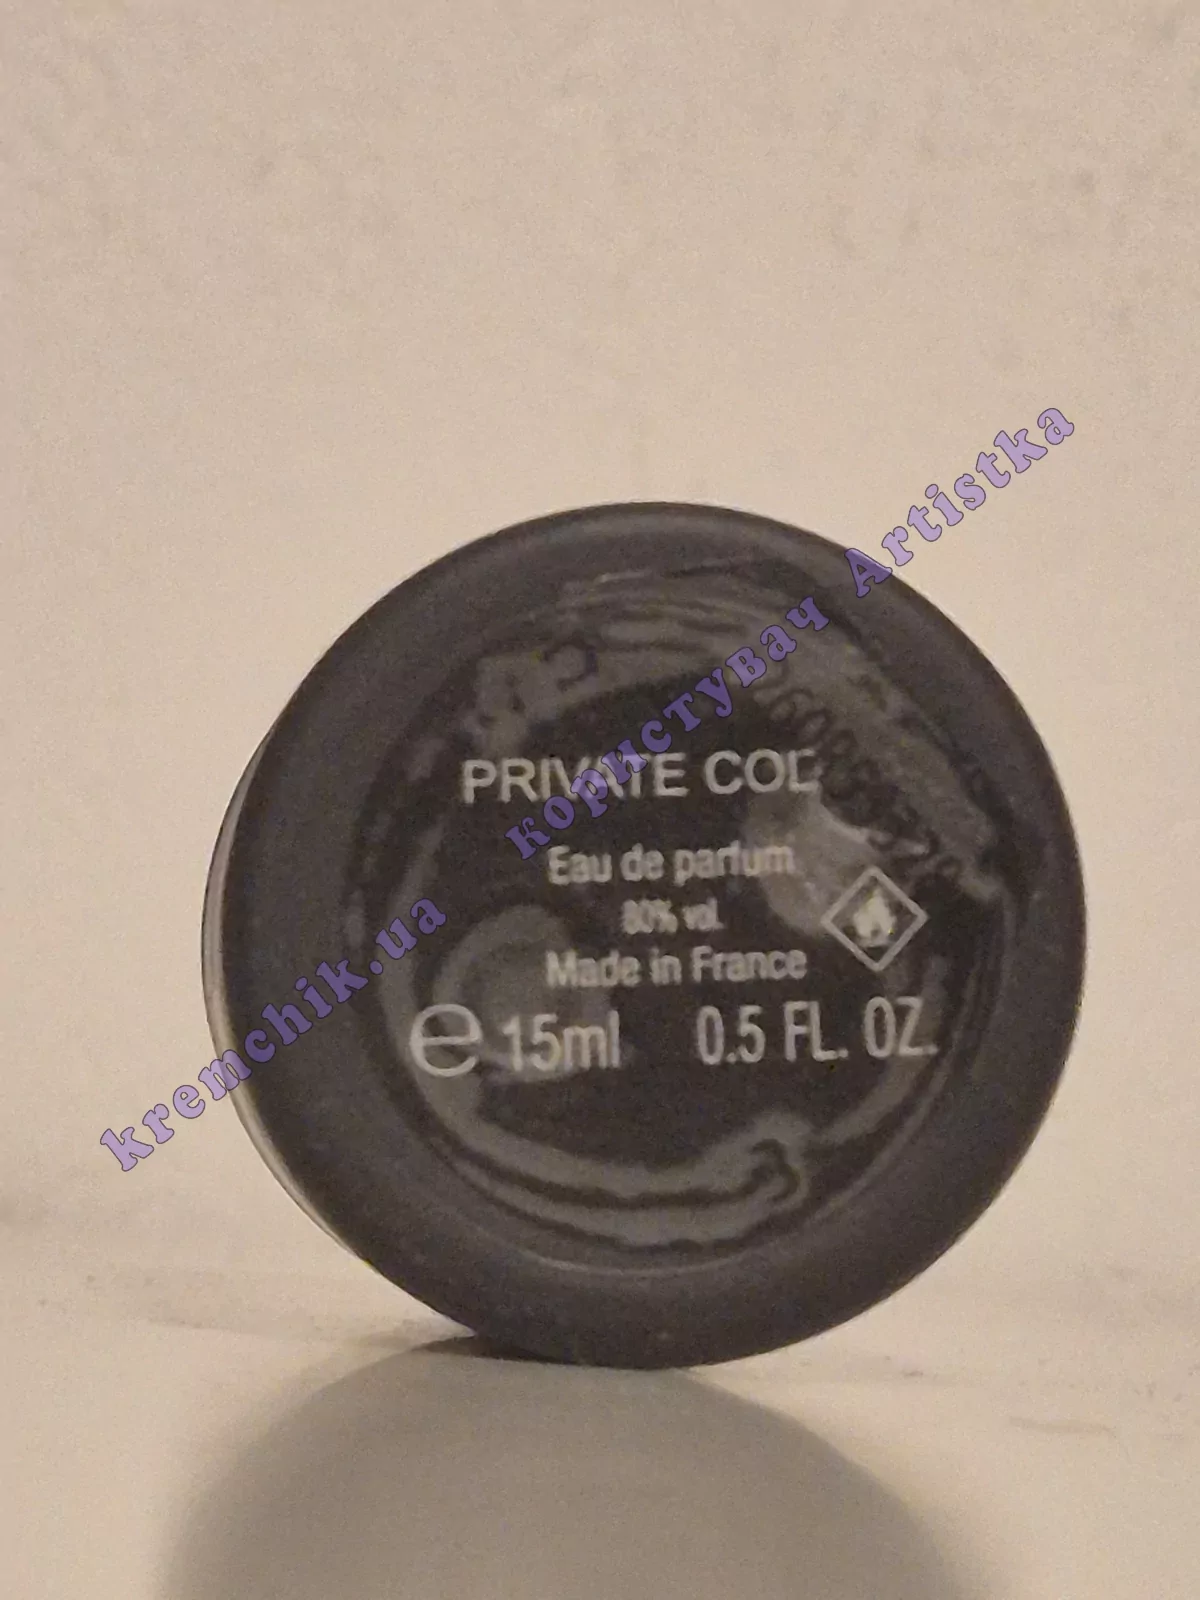 PRIVATE COD
Eau de parfum
80% vol.
Made in France
℮ 15ml 0.5 FL. OZ.
kremchik.ua користувач Artistka